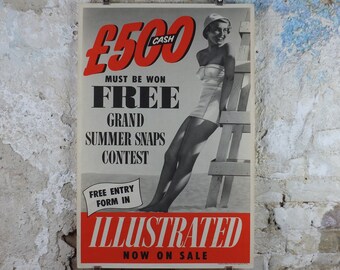 £500
CASH
MUST BE WON
FREE
GRAND
SUMMER SNAPS
CONTEST
FREE ENTRY
FORM IN
ILLUSTRATED
NOW ON SALE